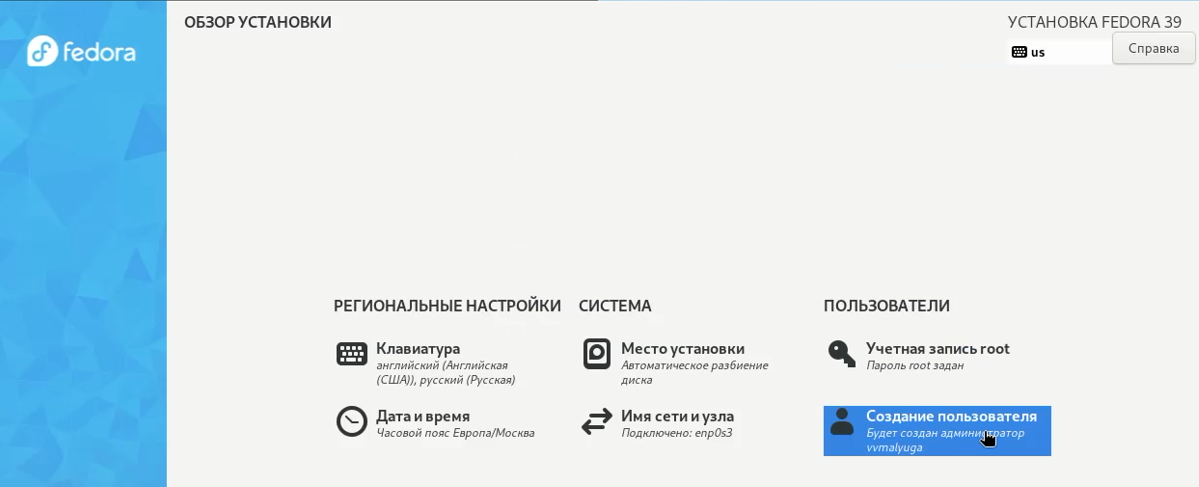 fedora
ОБЗОР УСТАНОВКИ
УСТАНОВКА FEDORA 39
us
Справка
РЕГИОНАЛЬНЫЕ НАСТРОЙКИ
Клавиатура
английский (Английская
(США)), русский (Русская)
Дата и время
Часовой пояс Европа/Москва
СИСТЕМА
Место установки
Автоматическое разбиение
диска
Имя сети и узла
Подключено: enp0s3
ПОЛЬЗОВАТЕЛИ
Учетная запись root
Пароль root задан
Создание пользователя
Будет создан администратор
vvmalyuga